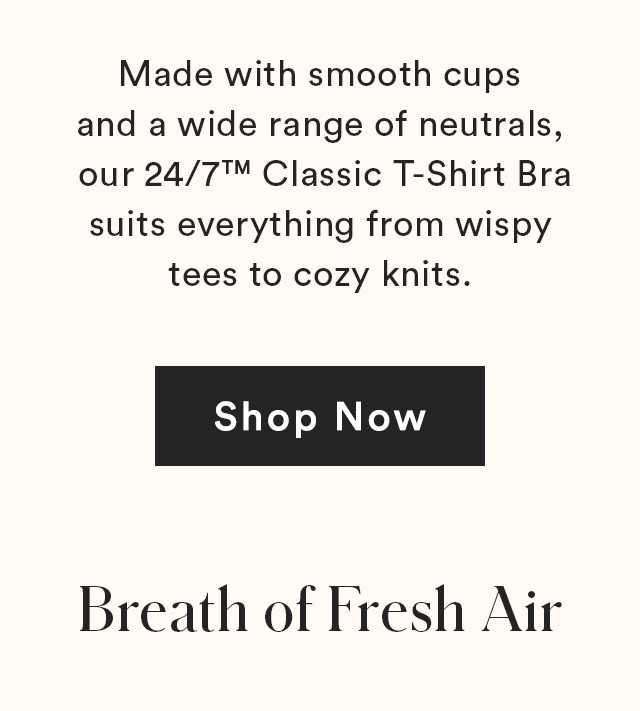 Made with smooth cups
and a wide range of neutrals,
our 24/7™ Classic T-Shirt Bra
suits everything from wispy
tees to cozy knits.
Shop Now
Breath of Fresh Air